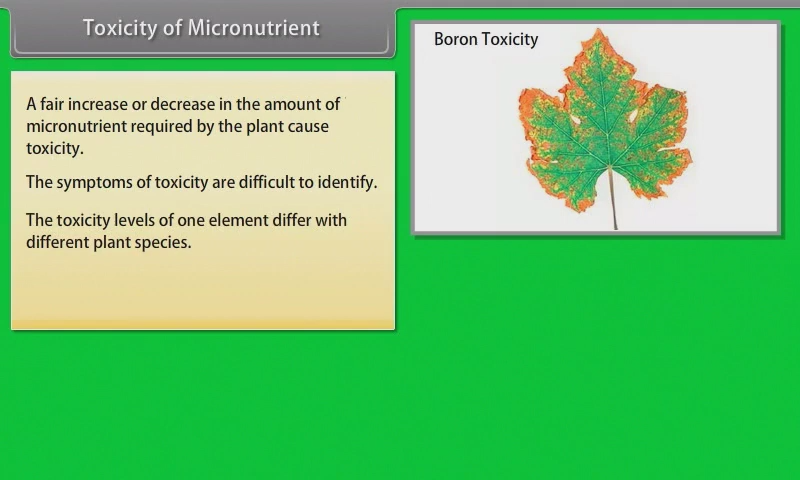 Toxicity of Micronutrient
Boron Toxicity
A fair increase or decrease in the amount of
micronutrient required by the plant cause
toxicity.
The symptoms of toxicity are difficult to identify.
The toxicity levels of one element differ with
different plant species.